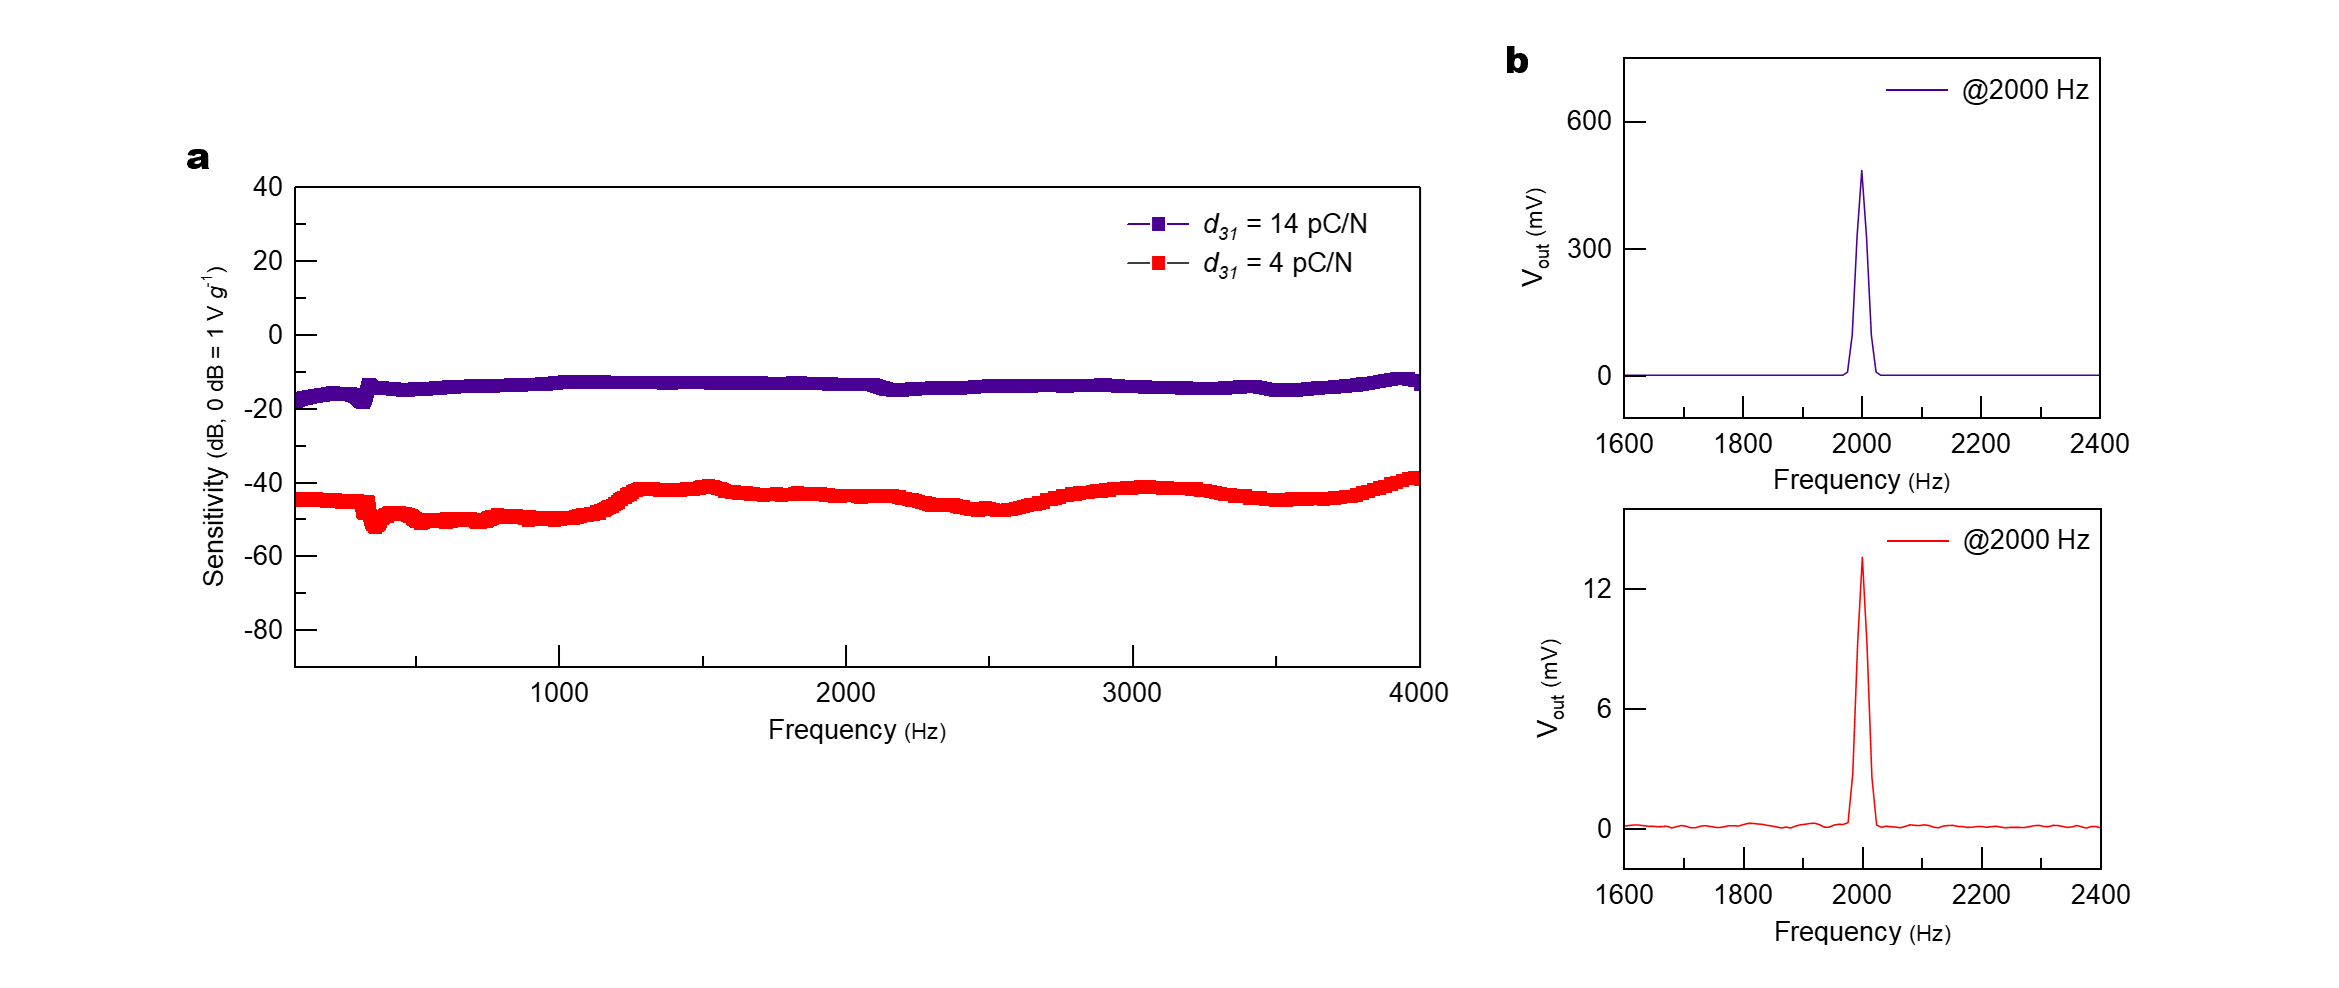 a
40
20
0
-20
-40
-60
-80
Sensitivity (dB, 0 dB = 1 V g⁻¹)
d31 = 14 pC/N
d31 = 4 pC/N
1000 2000 3000 4000
Frequency (Hz)
b
@2000 Hz
600
300
0
Vout (mV)
1600 1800 2000 2200 2400
Frequency (Hz)
@2000 Hz
12
6
0
Vout (mV)
1600 1800 2000 2200 2400
Frequency (Hz)